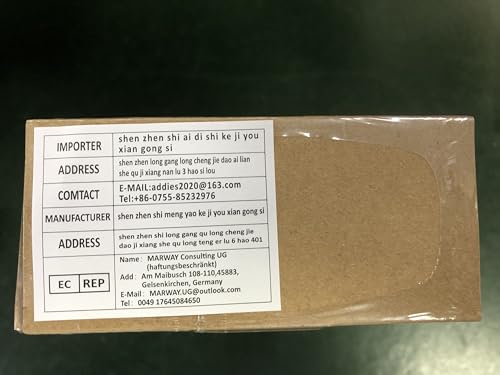 IMPORTER
shen zhen shi ai di shi ke ji you
xian gong si
ADDRESS
shen zhen long gang long cheng jie dao ai lian
she qu ji xiang nan lu 3 hao si lou
COMTACT
E-MAIL:addies2020@163.com
Tel:+86-0755-85232976
MANUFACTURER
shen zhen shi meng yao ke ji you xian gong si
ADDRESS
shen zhi shi long gang qu long cheng jie
dao ji xiang she qu long teng er lu 6 hao 401
EC REP
Name: MARWAY Consulting UG
(haftungsbeschränkt)
Add: Am Maibusch 108-110,45883,
Gelsenkirchen, Germany
E-Mail: MARWAY.UG@outlook.com
Tel: 0049 17645084650